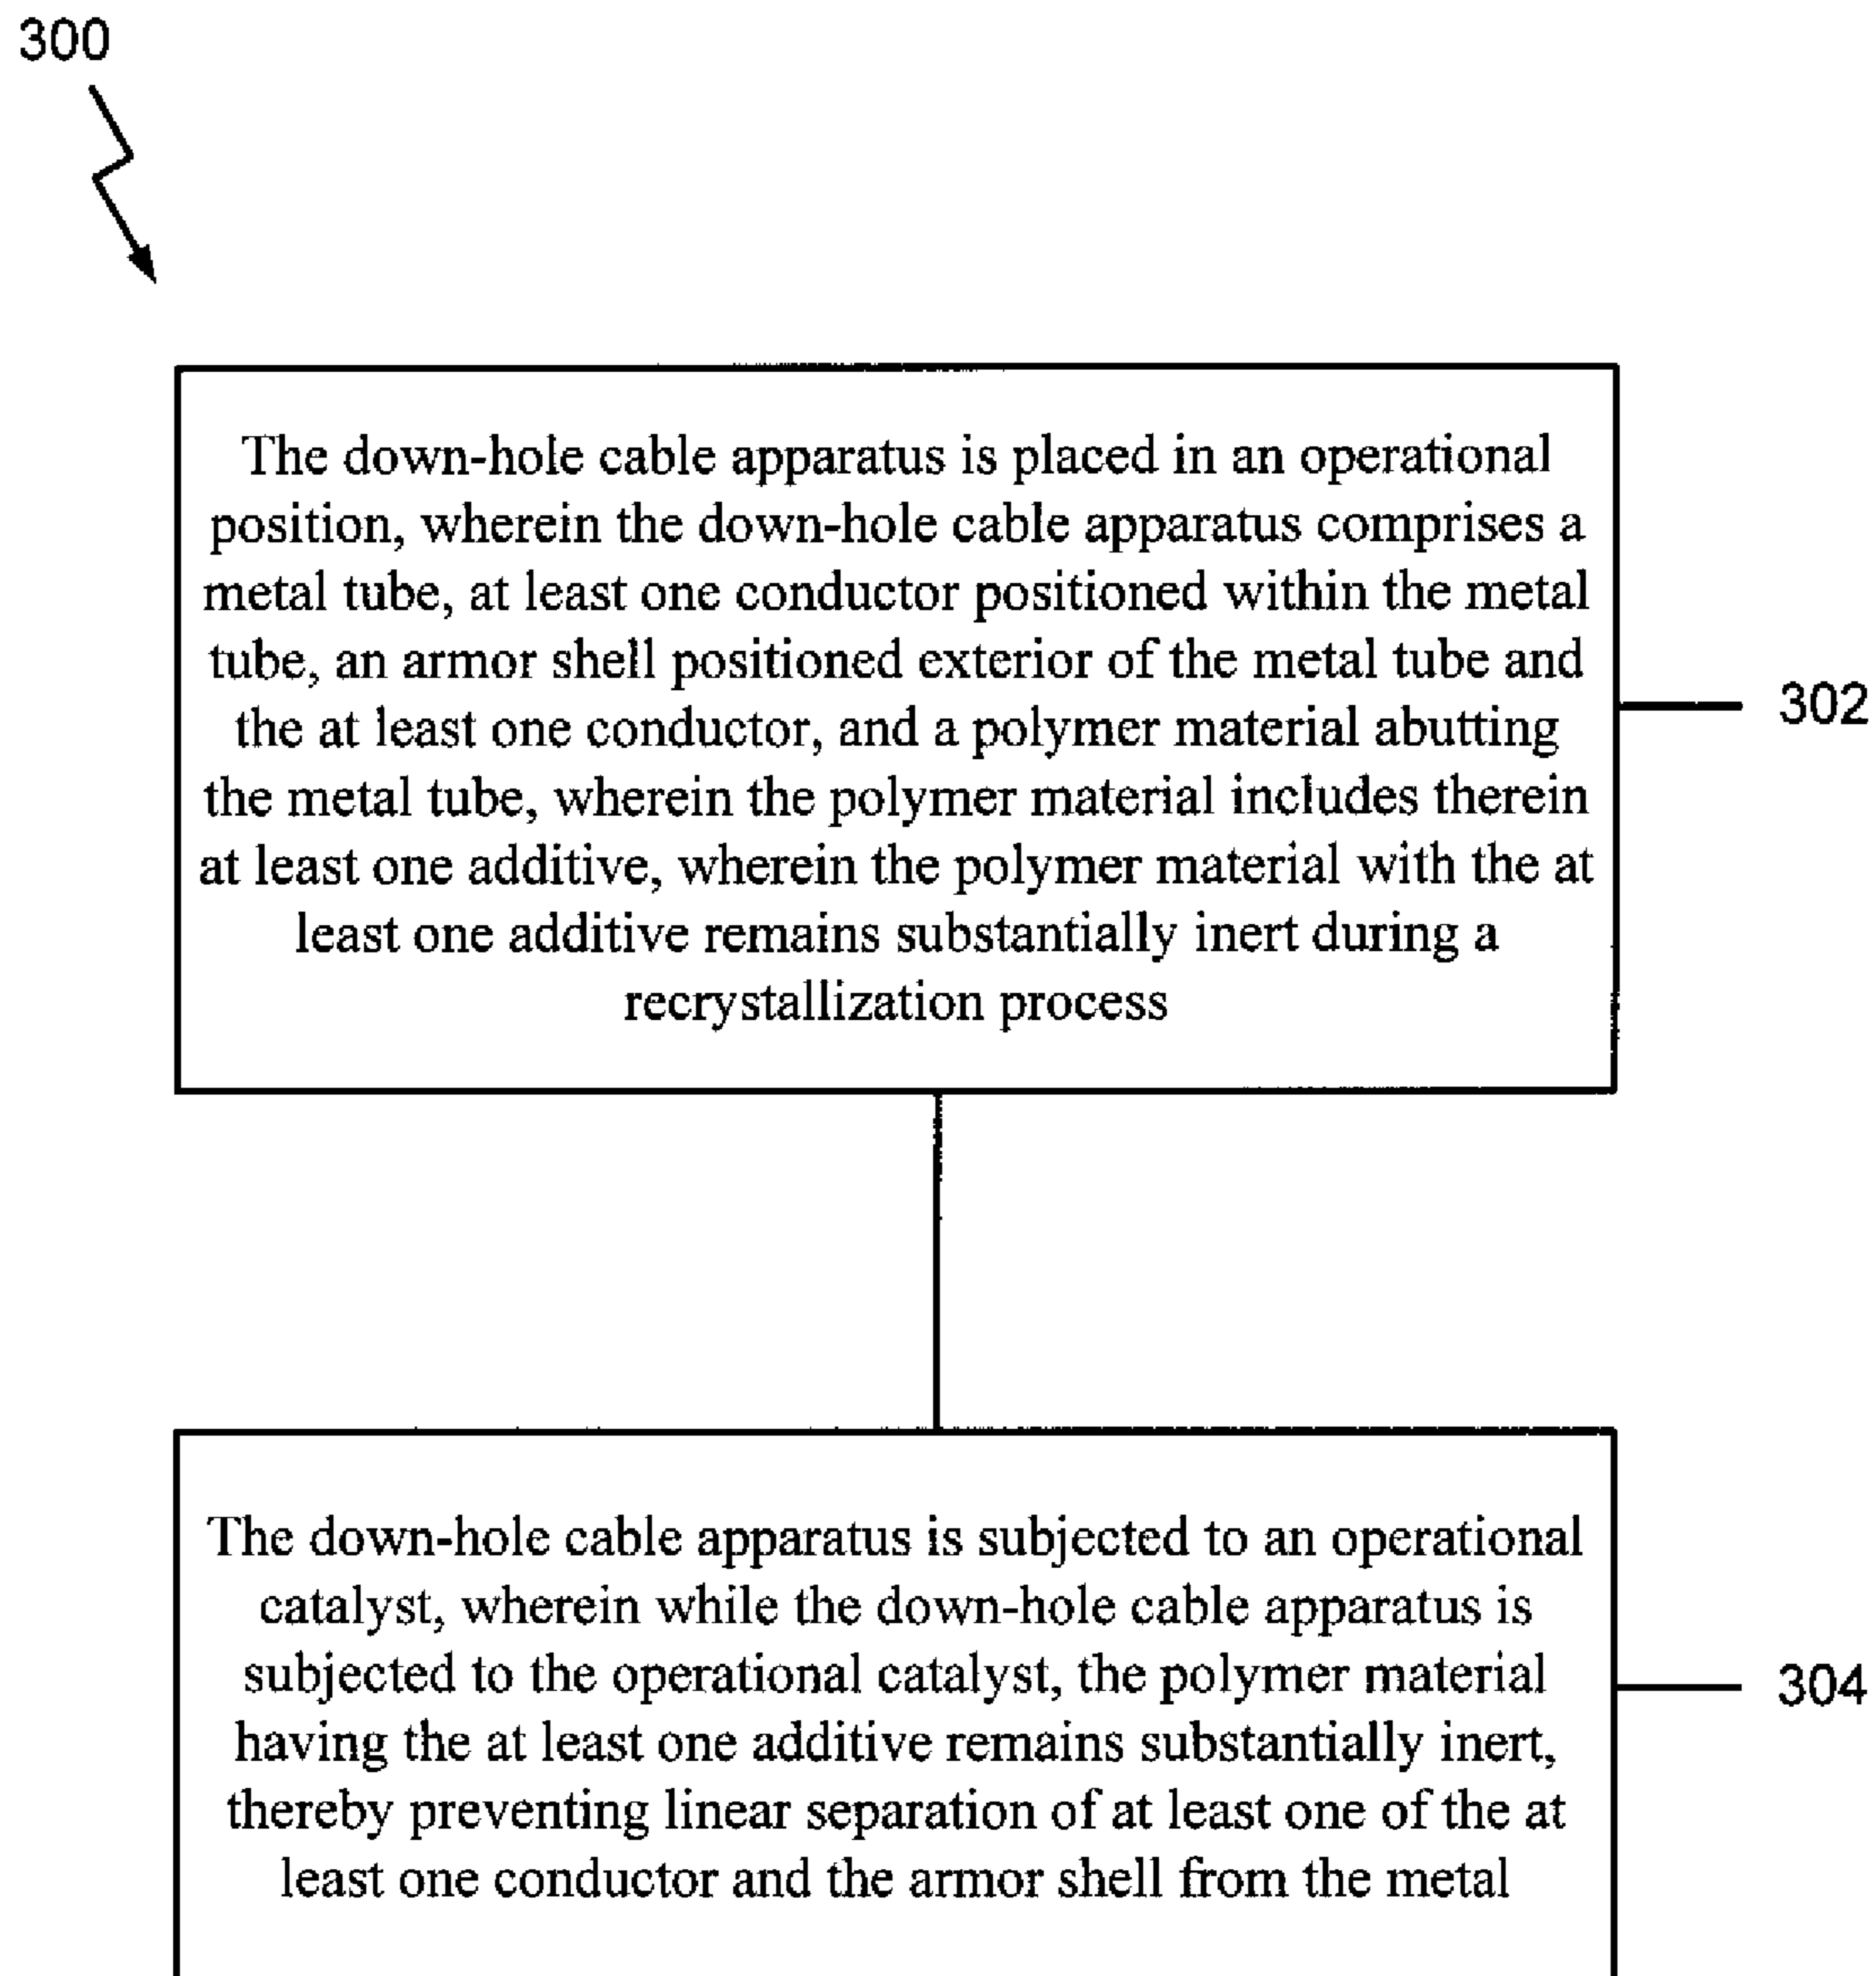 300
The down-hole cable apparatus is placed in an operational
position, wherein the down-hole cable apparatus comprises a
metal tube, at least one conductor positioned within the metal
tube, an armor shell positioned exterior of the metal tube and
the at least one conductor, and a polymer material abutting
the metal tube, wherein the polymer material includes therein
at least one additive, wherein the polymer material with the at
least one additive remains substantially inert during a
recrystallization process
302
The down-hole cable apparatus is subjected to an operational
catalyst, wherein while the down-hole cable apparatus is
subjected to the operational catalyst, the polymer material
having the at least one additive remains substantially inert,
thereby preventing linear separation of at least one of the at
least one conductor and the armor shell from the metal
304